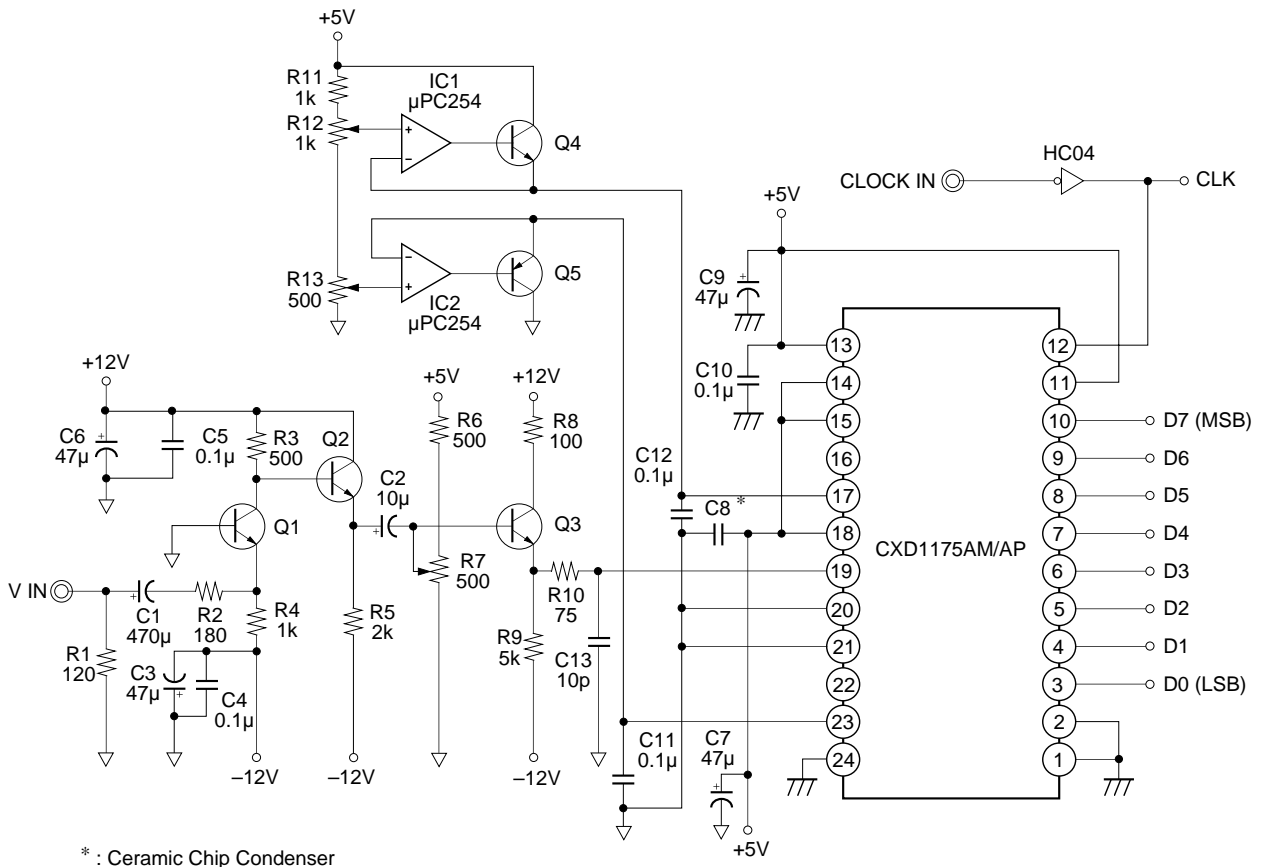 +5V
R11
1k
R12
1k
IC1
µPC254
+
−
Q4
R13
500
−
+
IC2
µPC254
Q5
CLOCK IN
HC04
CLK
+5V
C9
+
47µ
C10
0.1µ
+12V
C6
+
47µ
C5
0.1µ
R3
500
Q2
Q1
C2
10µ
+
+5V
R6
500
R7
500
+12V
R8
100
Q3
R10
75
R9
5k
C13
10p
–12V
V IN
R1
120
C1
470µ
+
R2
180
R4
1k
C3
47µ
+
C4
0.1µ
–12V
R5
2k
–12V
C12
0.1µ
C8 *
C11
0.1µ
C7
47µ
+
+5V
CXD1175AM/AP
13
14
15
16
17
18
19
20
21
22
23
24
12
11
10 D7 (MSB)
9 D6
8 D5
7 D4
6 D3
5 D2
4 D1
3 D0 (LSB)
2
1
* : Ceramic Chip Condenser